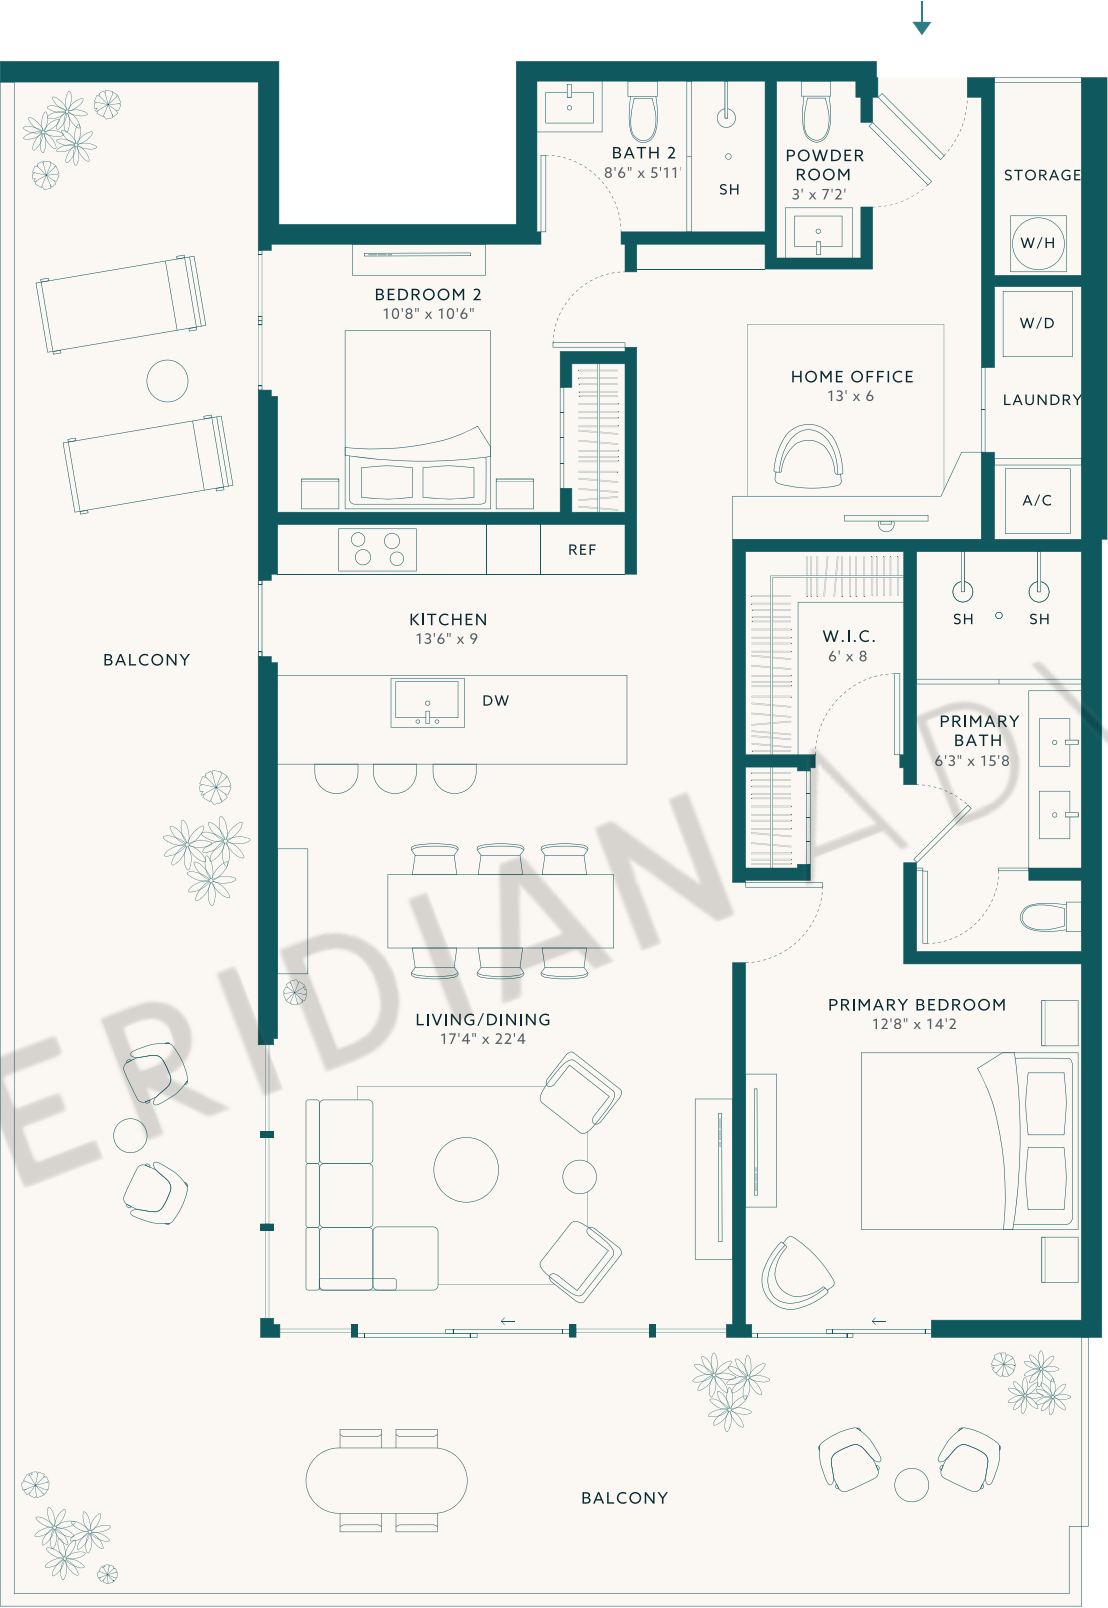 BATH 2
8'6" x 5'11'
SH
POWDER
ROOM
3' x 7'2'
STORAGE
W/H
BEDROOM 2
10'8" x 10'6"
W/D
HOME OFFICE
13' x 6
LAUNDRY
A/C
REF
KITCHEN
13'6" x 9
SH
SH
W.I.C.
6' x 8
BALCONY
DW
PRIMARY
BATH
6'3" x 15'8
LIVING/DINING
17'4" x 22'4
PRIMARY BEDROOM
12'8" x 14'2
BALCONY
ERIDIAN AD